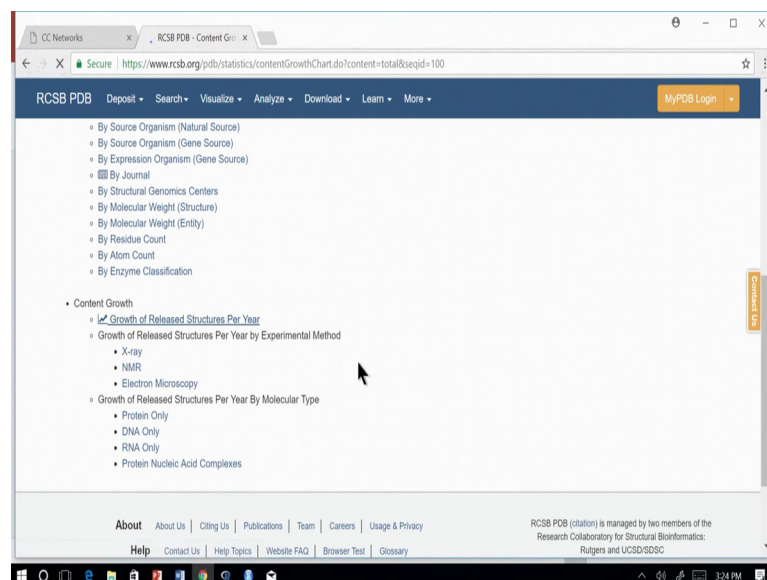 CC Networks × RCSB PDB - Content Gro ×
Secure https://www.rcsb.org/pdb/statistics/contentGrowthChart.do?content=total&seqid=100
RCSB PDB Deposit Search Visualize Analyze Download Learn More MyPDB Login
By Source Organism (Natural Source)
By Source Organism (Gene Source)
By Expression Organism (Gene Source)
By Journal
By Structural Genomics Centers
By Molecular Weight (Structure)
By Molecular Weight (Entity)
By Residue Count
By Atom Count
By Enzyme Classification
Contact Us
Content Growth
Growth of Released Structures Per Year
Growth of Released Structures Per Year by Experimental Method
X-ray
NMR
Electron Microscopy
Growth of Released Structures Per Year By Molecular Type
Protein Only
DNA Only
RNA Only
Protein Nucleic Acid Complexes
About About Us | Citing Us | Publications | Team | Careers | Usage & Privacy
Help Contact Us | Help Topics | Website FAQ | Browser Test | Glossary
RCSB PDB (citation) is managed by two members of the
Research Collaboratory for Structural Bioinformatics:
Rutgers and UCSD/SDSC
3:24 PM